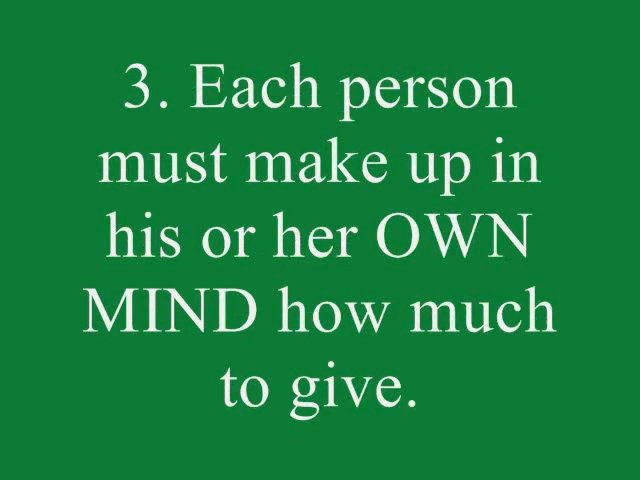 3. Each person
must make up in
his or her OWN
MIND how much
to give.